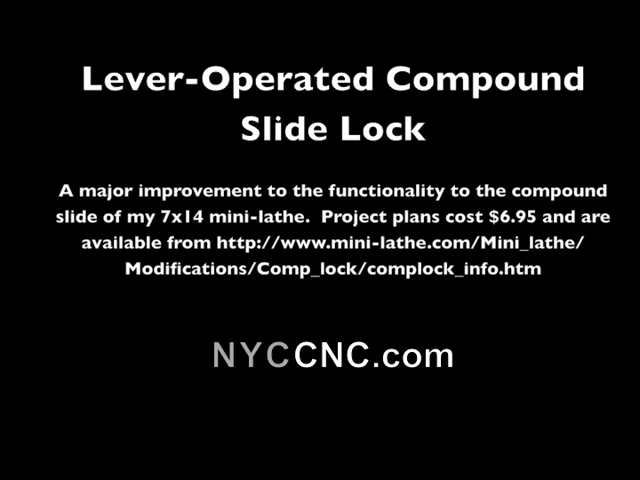 Lever-Operated Compound
Slide Lock
A major improvement to the functionality to the compound
slide of my 7x14 mini-lathe.  Project plans cost $6.95 and are
available from http://www.mini-lathe.com/Mini_lathe/
Modifications/Comp_lock/complock_info.htm
NYCCNC.com